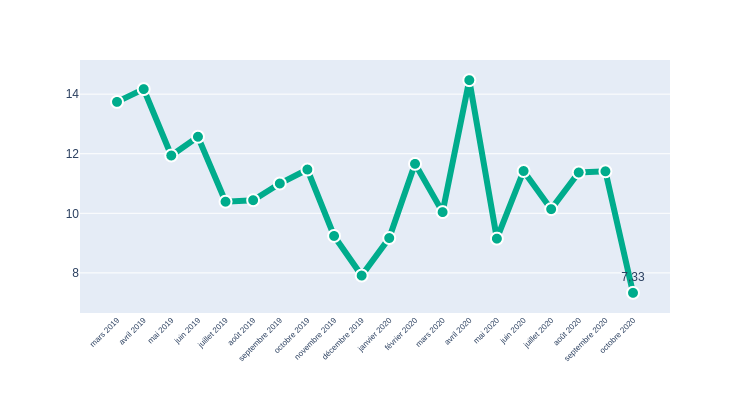 14
12
10
8
7.33
mars 2019
avril 2019
mai 2019
juin 2019
juillet 2019
août 2019
septembre 2019
octobre 2019
novembre 2019
décembre 2019
janvier 2020
février 2020
mars 2020
avril 2020
mai 2020
juin 2020
juillet 2020
août 2020
septembre 2020
octobre 2020